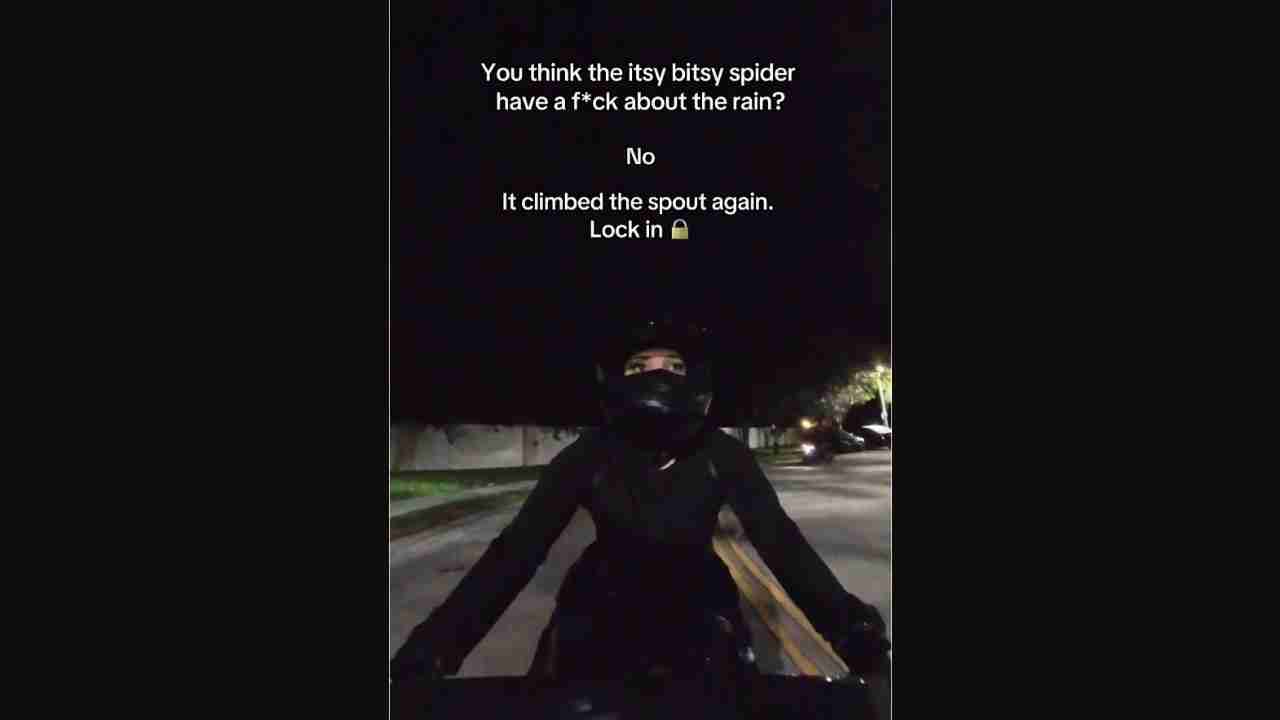 You think the itsy bitsy spider
have a f*ck about the rain?
No
It climbed the spout again.
Lock in 🔒